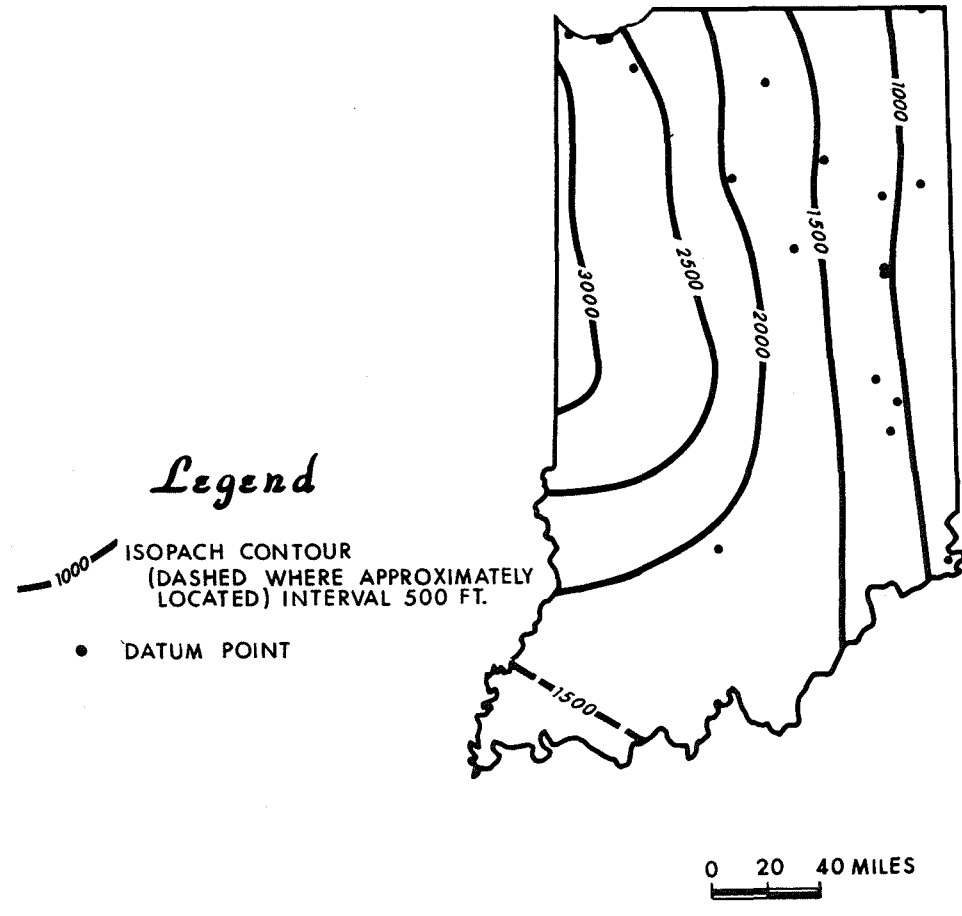 1000
3000
2500
2000
1500
1500
Legend
1000 ISOPACH CONTOUR
(DASHED WHERE APPROXIMATELY
LOCATED) INTERVAL 500 FT.
DATUM POINT
0 20 40 MILES